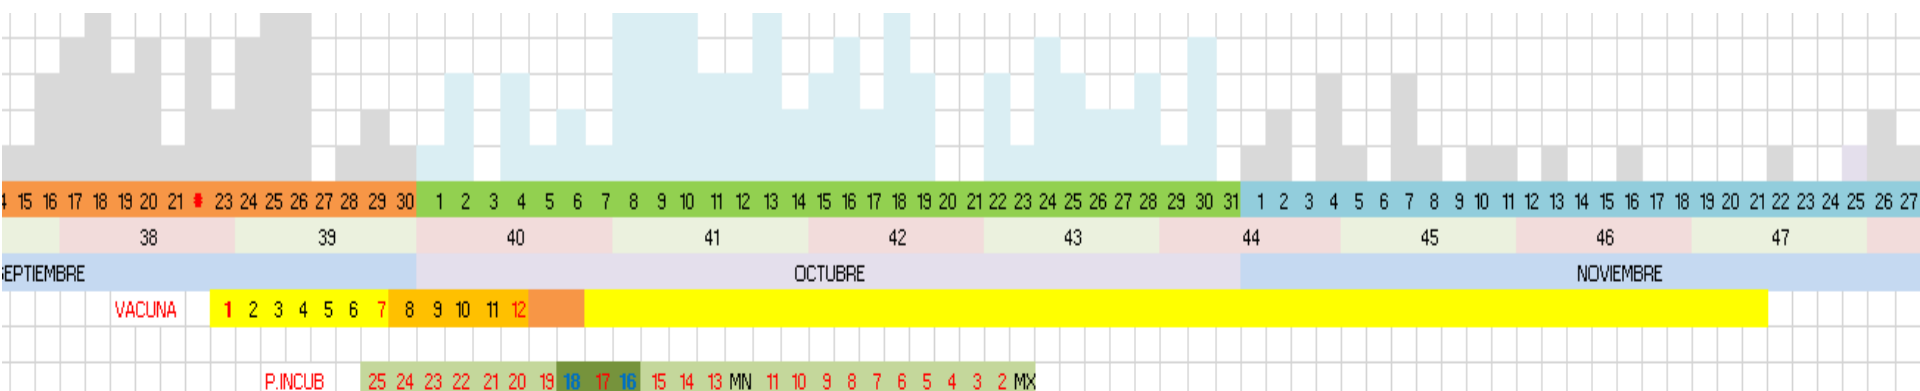 15 16 17 18 19 20 21 # 23 24 25 26 27 28 29 30 1 2 3 4 5 6 7 8 9 10 11 12 13 14 15 16 17 18 19 20 21 22 23 24 25 26 27 28 29 30 31 1 2 3 4 5 6 7 8 9 10 11 12 13 14 15 16 17 18 19 20 21 22 23 24 25 26 27
38 39 40 41 42 43 44 45 46 47
EPTIEMBRE OCTUBRE NOVIEMBRE
VACUNA 1 2 3 4 5 6 7 8 9 10 11 12
P.INCUB 25 24 23 22 21 20 19 18 17 16 15 14 13 MN 11 10 9 8 7 6 5 4 3 2 MX